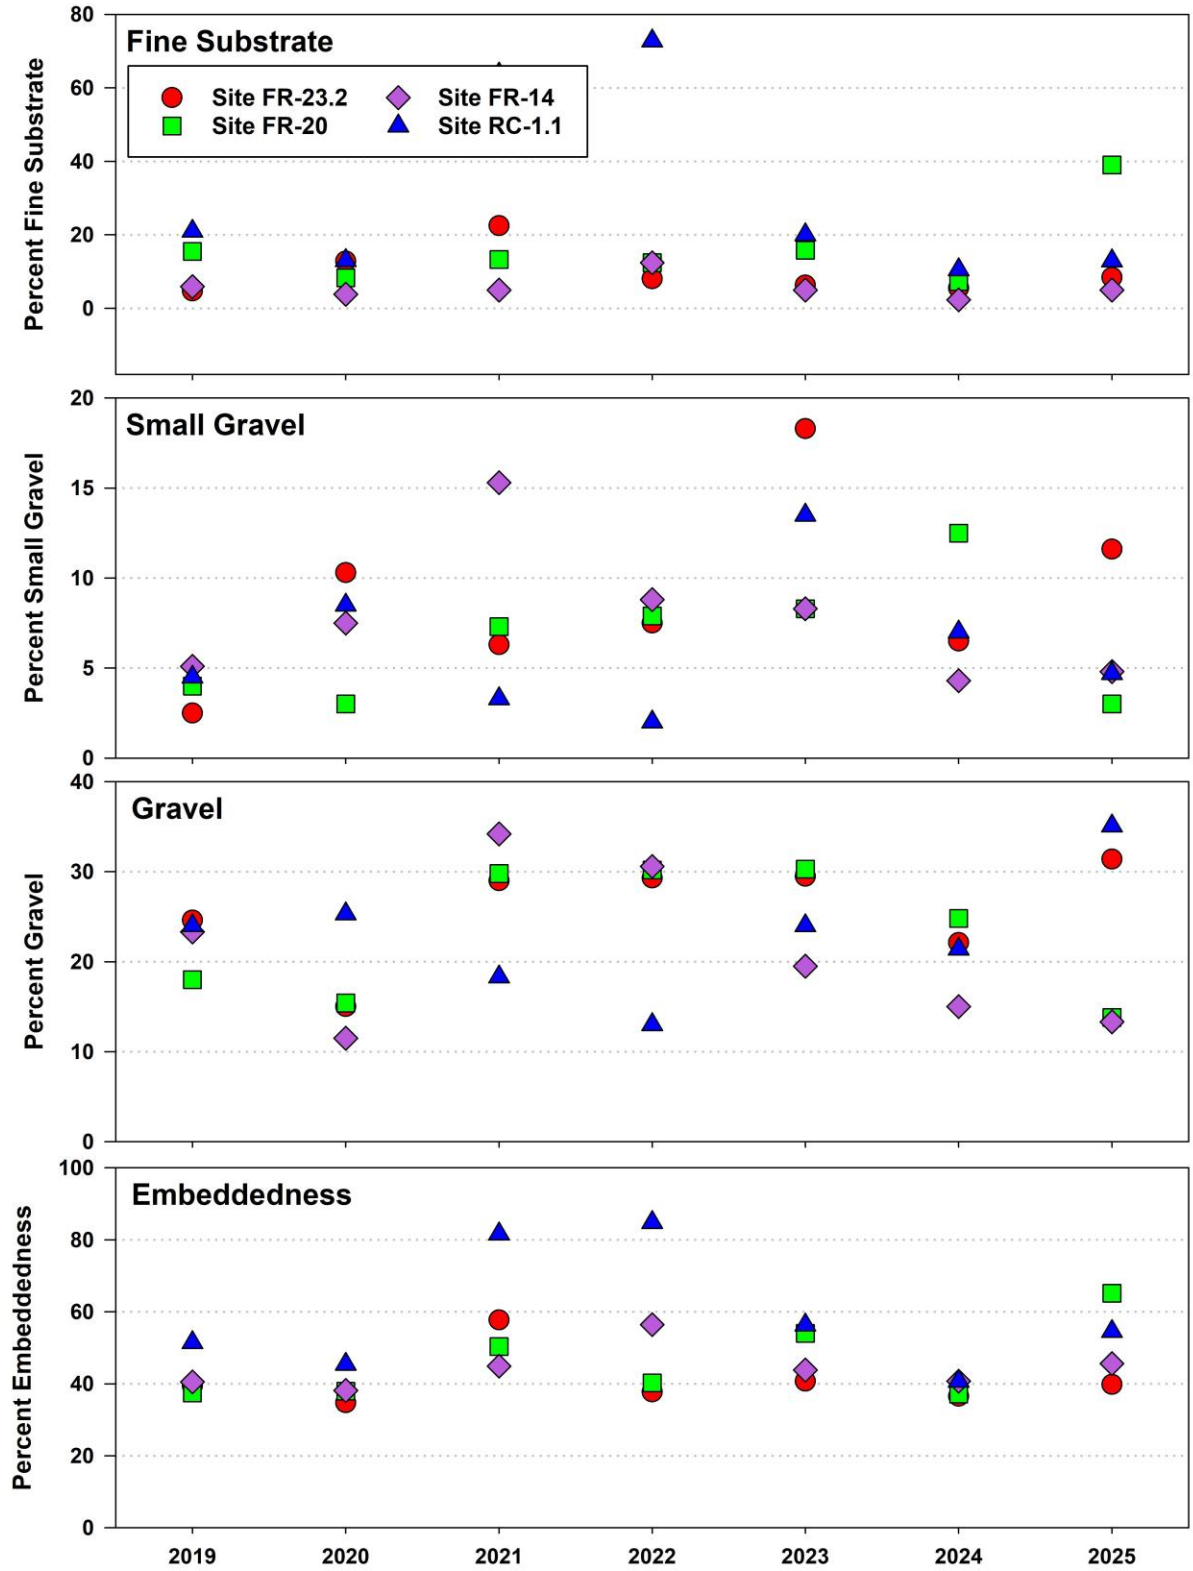 Fine Substrate
Site FR-23.2 Site FR-14
Site FR-20 Site RC-1.1
Percent Fine Substrate
80
60
40
20
0
Small Gravel
Percent Small Gravel
20
15
10
5
0
Gravel
Percent Gravel
40
30
20
10
0
Embeddedness
Percent Embeddedness
100
80
60
40
20
0
2019 2020 2021 2022 2023 2024 2025